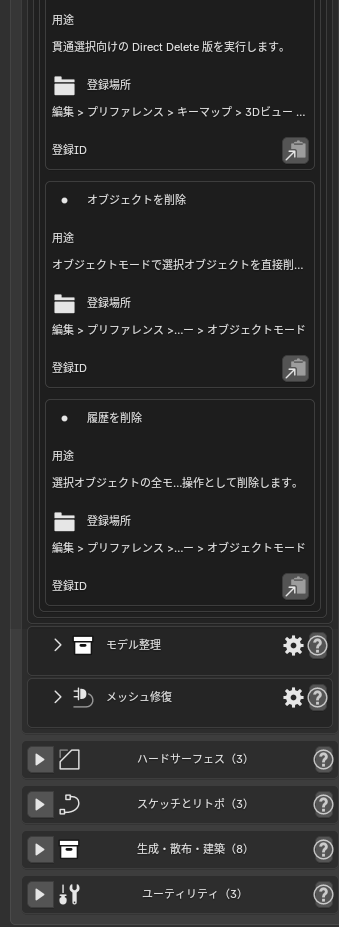 用途
貫通選択向けの Direct Delete 版を実行します。
登録場所
編集 > プリファレンス > キーマップ > 3Dビュー ...
登録ID
オブジェクトを削除
用途
オブジェクトモードで選択オブジェクトを直接削...
登録場所
編集 > プリファレンス >...ー > オブジェクトモード
登録ID
履歴を削除
用途
選択オブジェクトの全モ...操作として削除します。
登録場所
編集 > プリファレンス >...ー > オブジェクトモード
登録ID
モデル整理
メッシュ修復
ハードサーフェス（3）
スケッチとリトポ（3）
生成・散布・建築（8）
ユーティリティ（3）